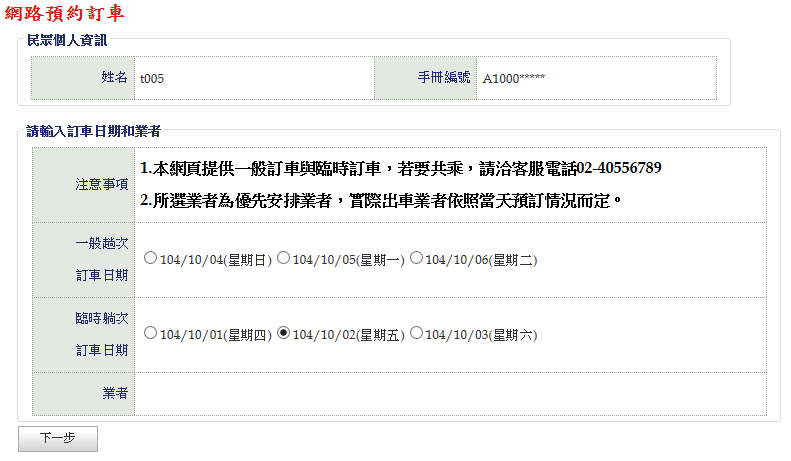 網路預約訂車
民眾個人資訊
姓名 t005 手冊編號 A1000*****
請輸入訂車日期和業者
注意事項
1.本網頁提供一般訂車與臨時訂車，若要共乘，請洽客服電話02-40556789
2.所選業者為優先安排業者，實際出車業者依照當天預訂情況而定。
一般趟次
訂車日期
104/10/04(星期日) 104/10/05(星期一) 104/10/06(星期二)
臨時躺次
訂車日期
104/10/01(星期四) 104/10/02(星期五) 104/10/03(星期六)
業者
下一步